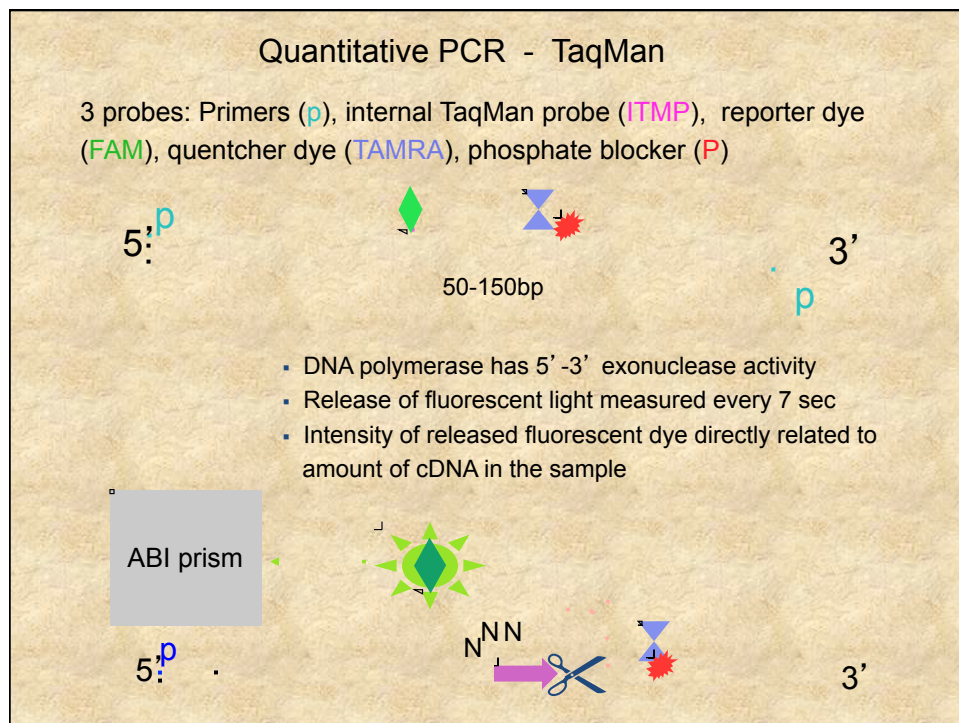 Quantitative PCR - TaqMan
3 probes: Primers (p), internal TaqMan probe (ITMP), reporter dye
(FAM), quentcher dye (TAMRA), phosphate blocker (P)
p
5’
3’
50-150bp
p
▪ DNA polymerase has 5’-3’ exonuclease activity
▪ Release of fluorescent light measured every 7 sec
▪ Intensity of released fluorescent dye directly related to
amount of cDNA in the sample
ABI prism
N N N
5’ p
3’